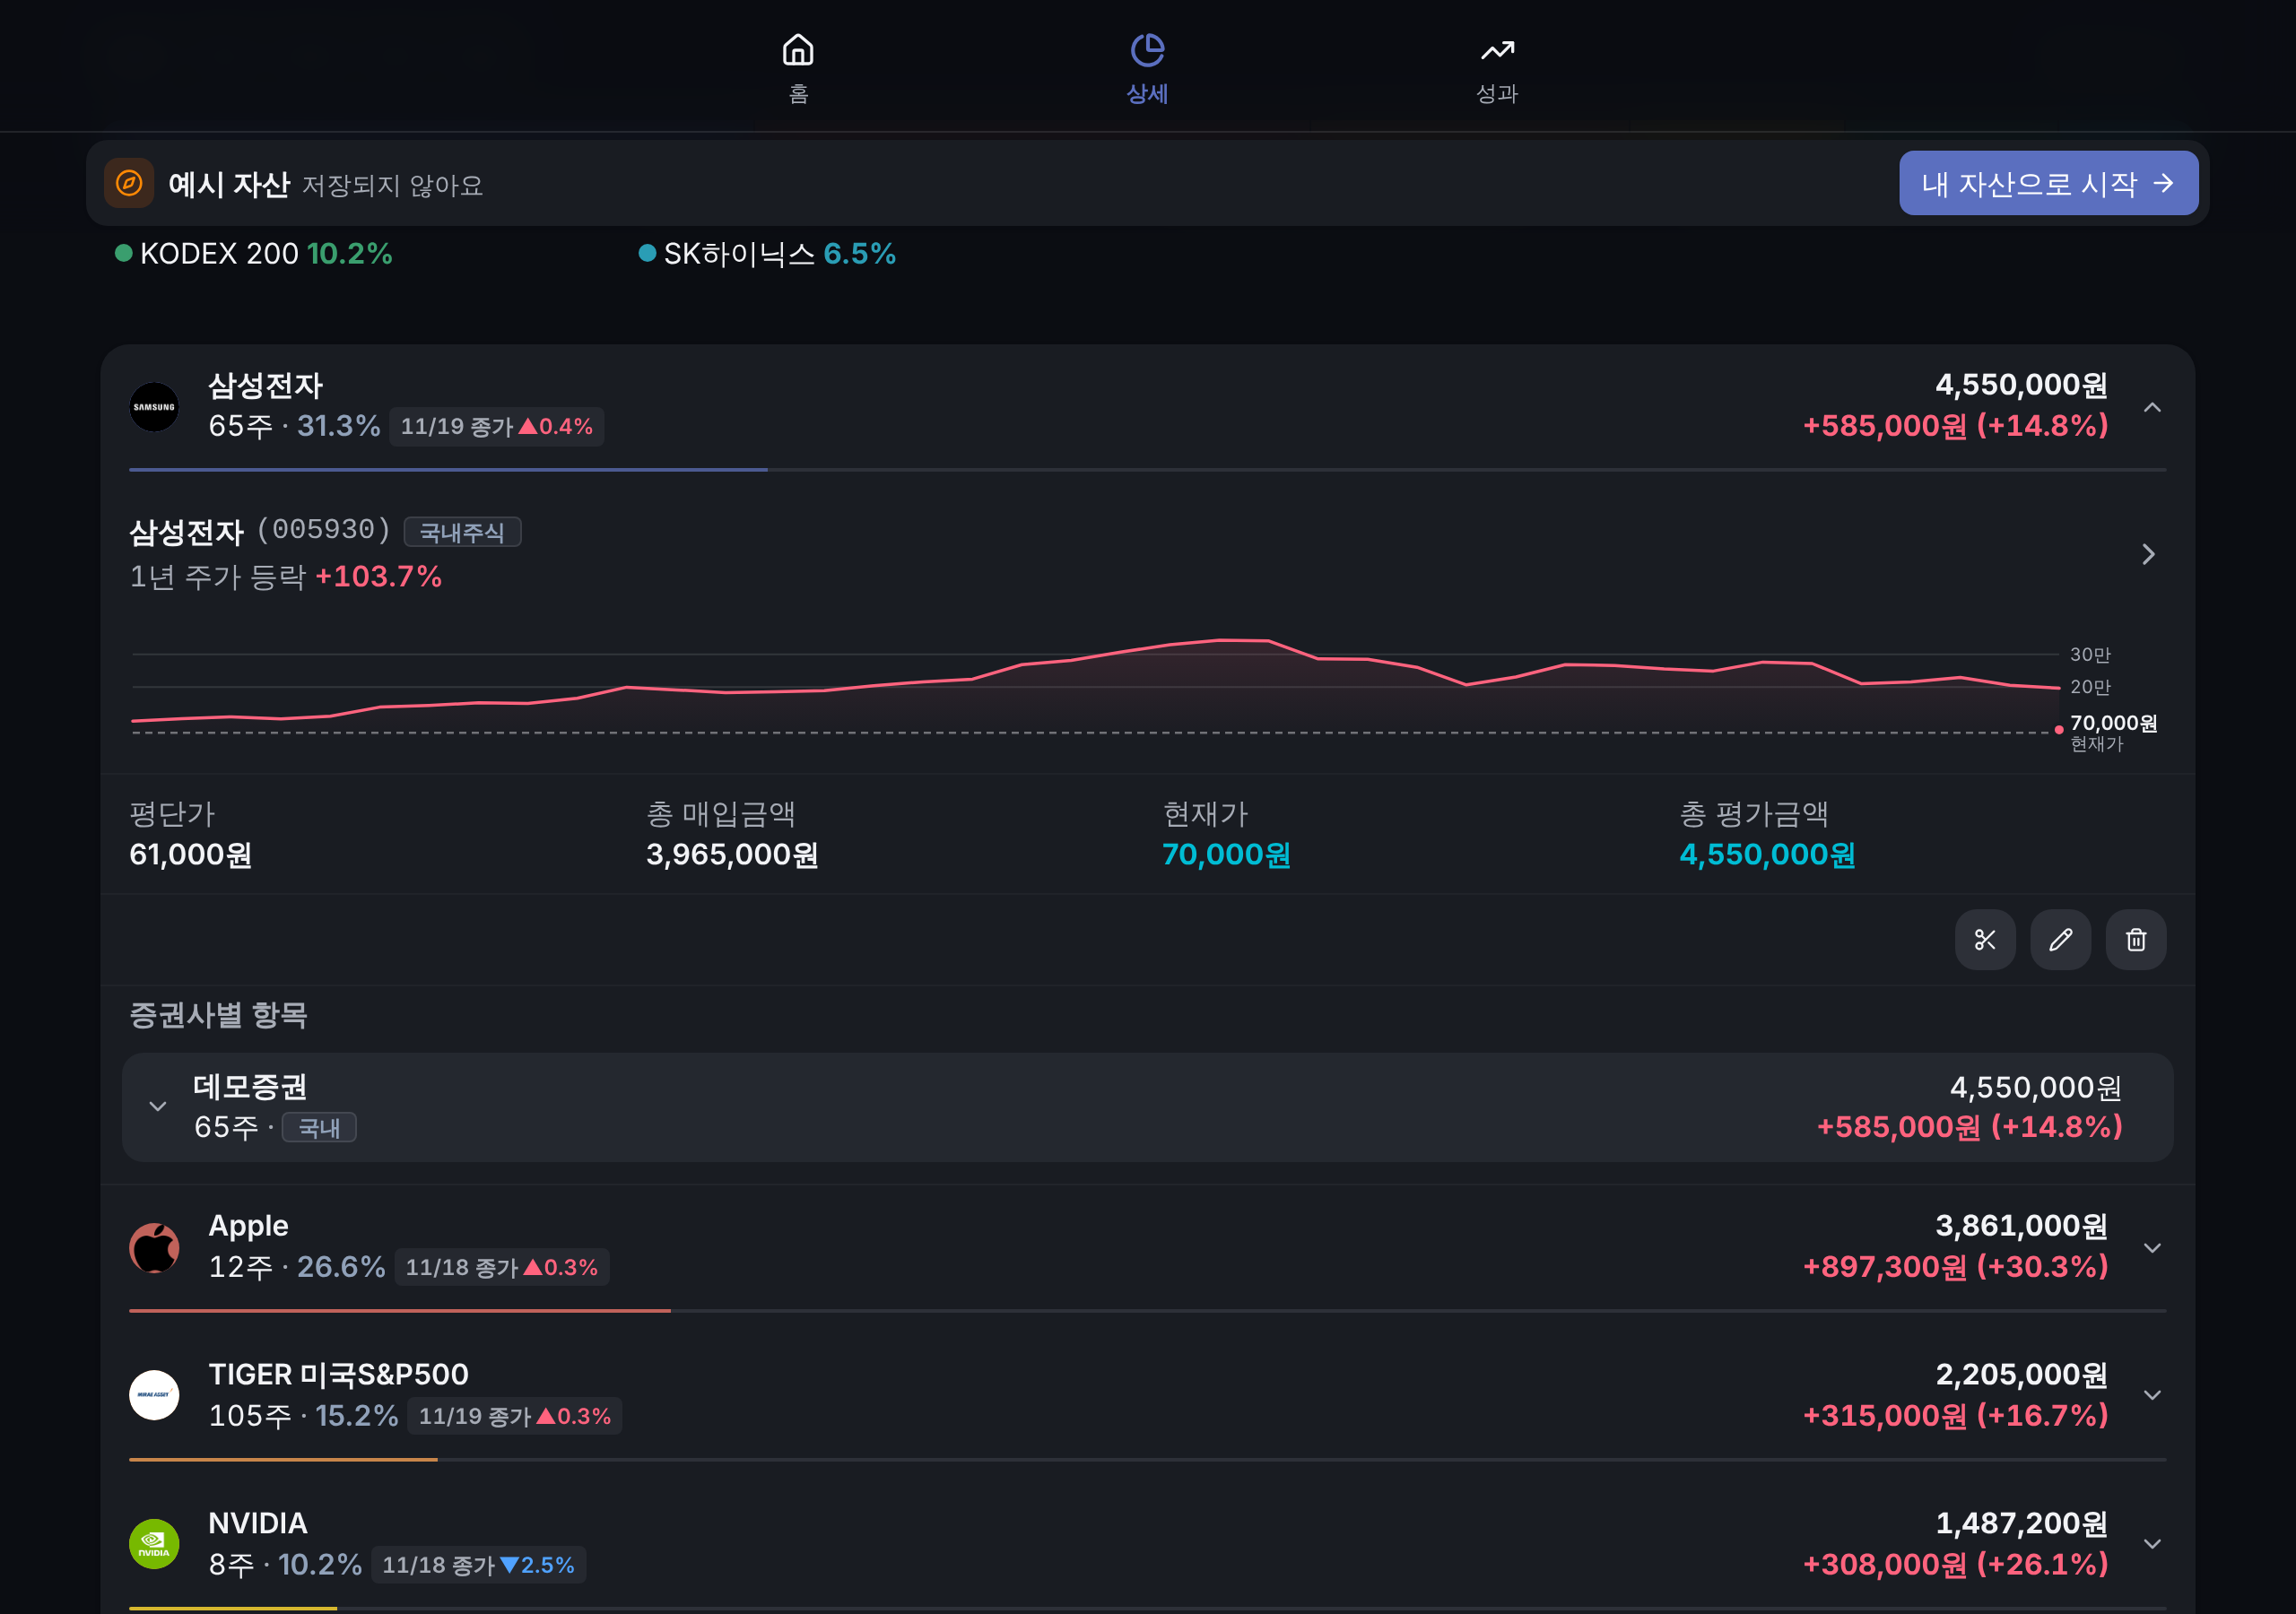 홈
상세
성과
예시 자산 저장되지 않아요
내 자산으로 시작 →
KODEX 200 10.2%
SK하이닉스 6.5%
SAMSUNG
삼성전자
65주 · 31.3% 11/19 종가 ▲0.4%
4,550,000원
+585,000원 (+14.8%)
삼성전자 (005930) 국내주식
1년 주가 등락 +103.7%
30만
20만
70,000원
현재가
평단가
61,000원
총 매입금액
3,965,000원
현재가
70,000원
총 평가금액
4,550,000원
증권사별 항목
데모증권
65주 · 국내
4,550,000원
+585,000원 (+14.8%)
Apple
12주 · 26.6% 11/18 종가 ▲0.3%
3,861,000원
+897,300원 (+30.3%)
MIRAE ASSET
TIGER 미국S&P500
105주 · 15.2% 11/19 종가 ▲0.3%
2,205,000원
+315,000원 (+16.7%)
NVIDIA
NVIDIA
8주 · 10.2% 11/18 종가 ▼2.5%
1,487,200원
+308,000원 (+26.1%)